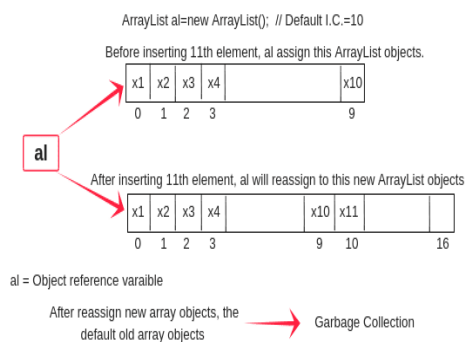 ArrayList al=new ArrayList(); // Default I.C.=10
Before inserting 11th element, al assign this ArrayList objects.
x1 x2 x3 x4 x10
0 1 2 3 9
al
After inserting 11th element, al will reassign to this new ArrayList objects
x1 x2 x3 x4 x10 x11
0 1 2 3 9 10 16
al = Object reference varaible
After reassign new array objects, the
default old array objects
Garbage Collection